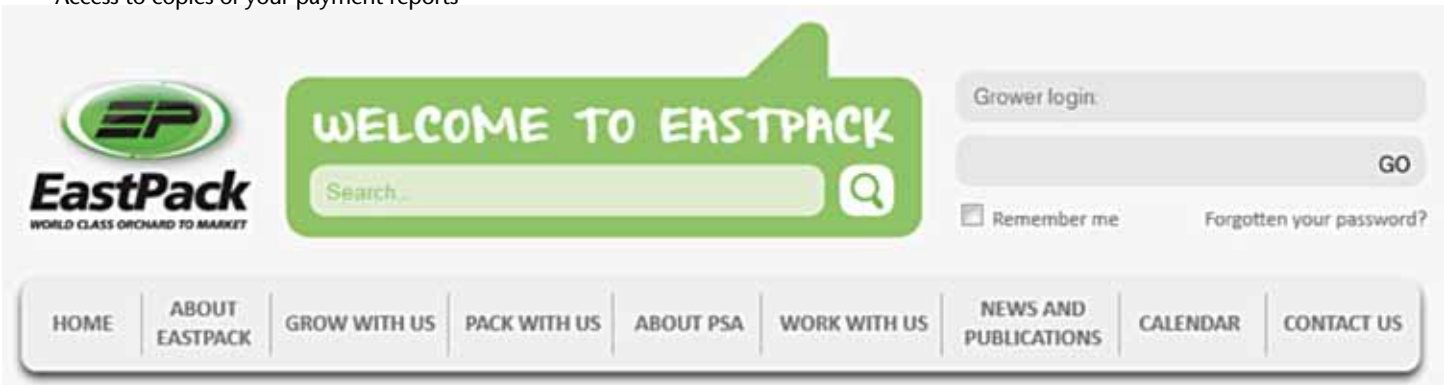 Access to copies of your payment reports
EP
EastPack
WORLD CLASS ORCHARD TO MARKET
WELCOME TO EASTPACK
Search...
Grower login:
GO
Remember me
Forgotten your password?
HOME
ABOUT
EASTPACK
GROW WITH US
PACK WITH US
ABOUT PSA
WORK WITH US
NEWS AND
PUBLICATIONS
CALENDAR
CONTACT US